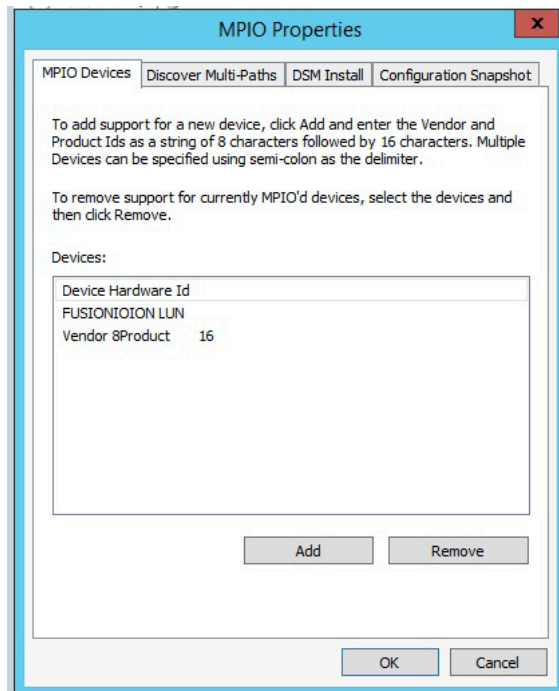 MPIO Properties
x
MPIO Devices Discover Multi-Paths DSM Install Configuration Snapshot
To add support for a new device, click Add and enter the Vendor and
Product Ids as a string of 8 characters followed by 16 characters. Multiple
Devices can be specified using semi-colon as the delimiter.
To remove support for currently MPIO'd devices, select the devices and
then click Remove.
Devices:
Device Hardware Id
FUSIONIOION LUN
Vendor 8Product 16
Add Remove
OK Cancel